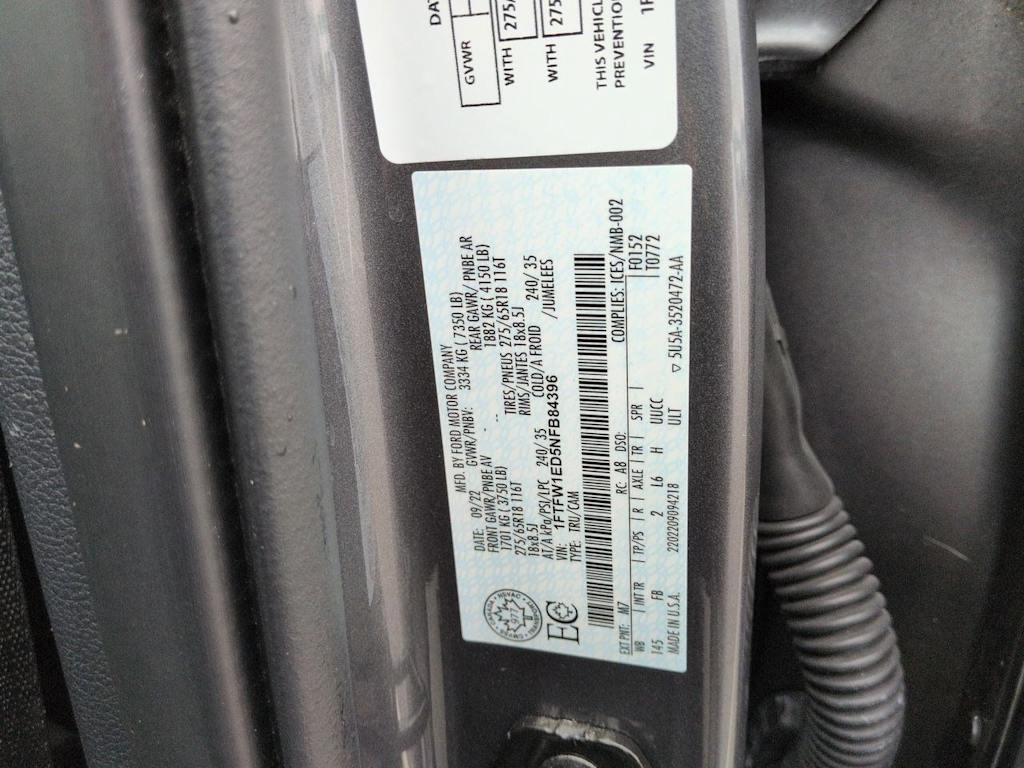 DA
GVWR
WITH 275/
WITH 275
THIS VEHICL
PREVENTION
VIN 1F
MFD. BY FORD MOTOR COMPANY
DATE: 09/22 GVWR/PNBV: 3334 KG ( 7350 LB)
FRONT GAWR/PNBE AV REAR GAWR/ PNBE AR
1701 KG ( 3750 LB) 1882 KG ( 4150 LB)
275/65R18 116T TIRES/PNEUS 275/65R18 116T
18x8.5J RIMS/JANTES 18x8.5J
AT/A kPa/PSI/LPC 240/ 35 COLD/A FROID 240/ 35
VIN: 1FTFW1ED5NFB84396 /JUMELEES
TYPE: TRU/CAM
EC
EXT PNT: M7 RC: A8 DSO: COMPLIES: ICES/NMB-002
WB | INT TR | TP/PS | R | AXLE | TR | SPR | F0152
145 FB 2 L6 H UUCC T0772
MADE IN U.S.A. 2202209094218 ULT ▽ 5U5A-3520472-AA